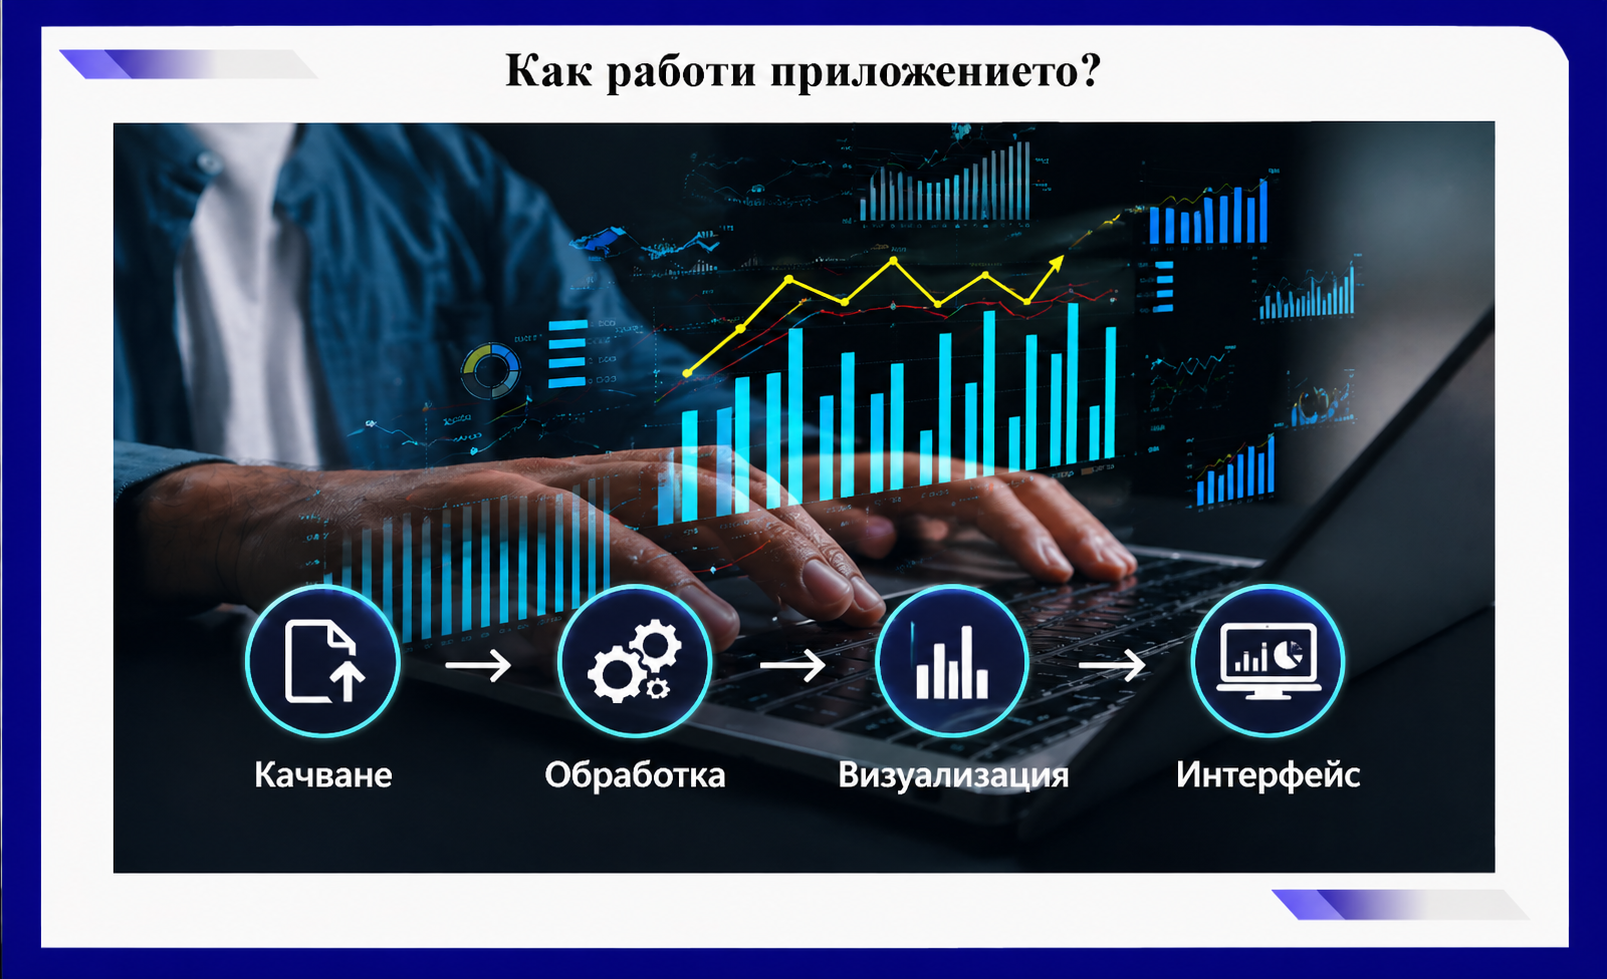 Как работи приложението?
Качване
Обработка
Визуализация
Интерфейс